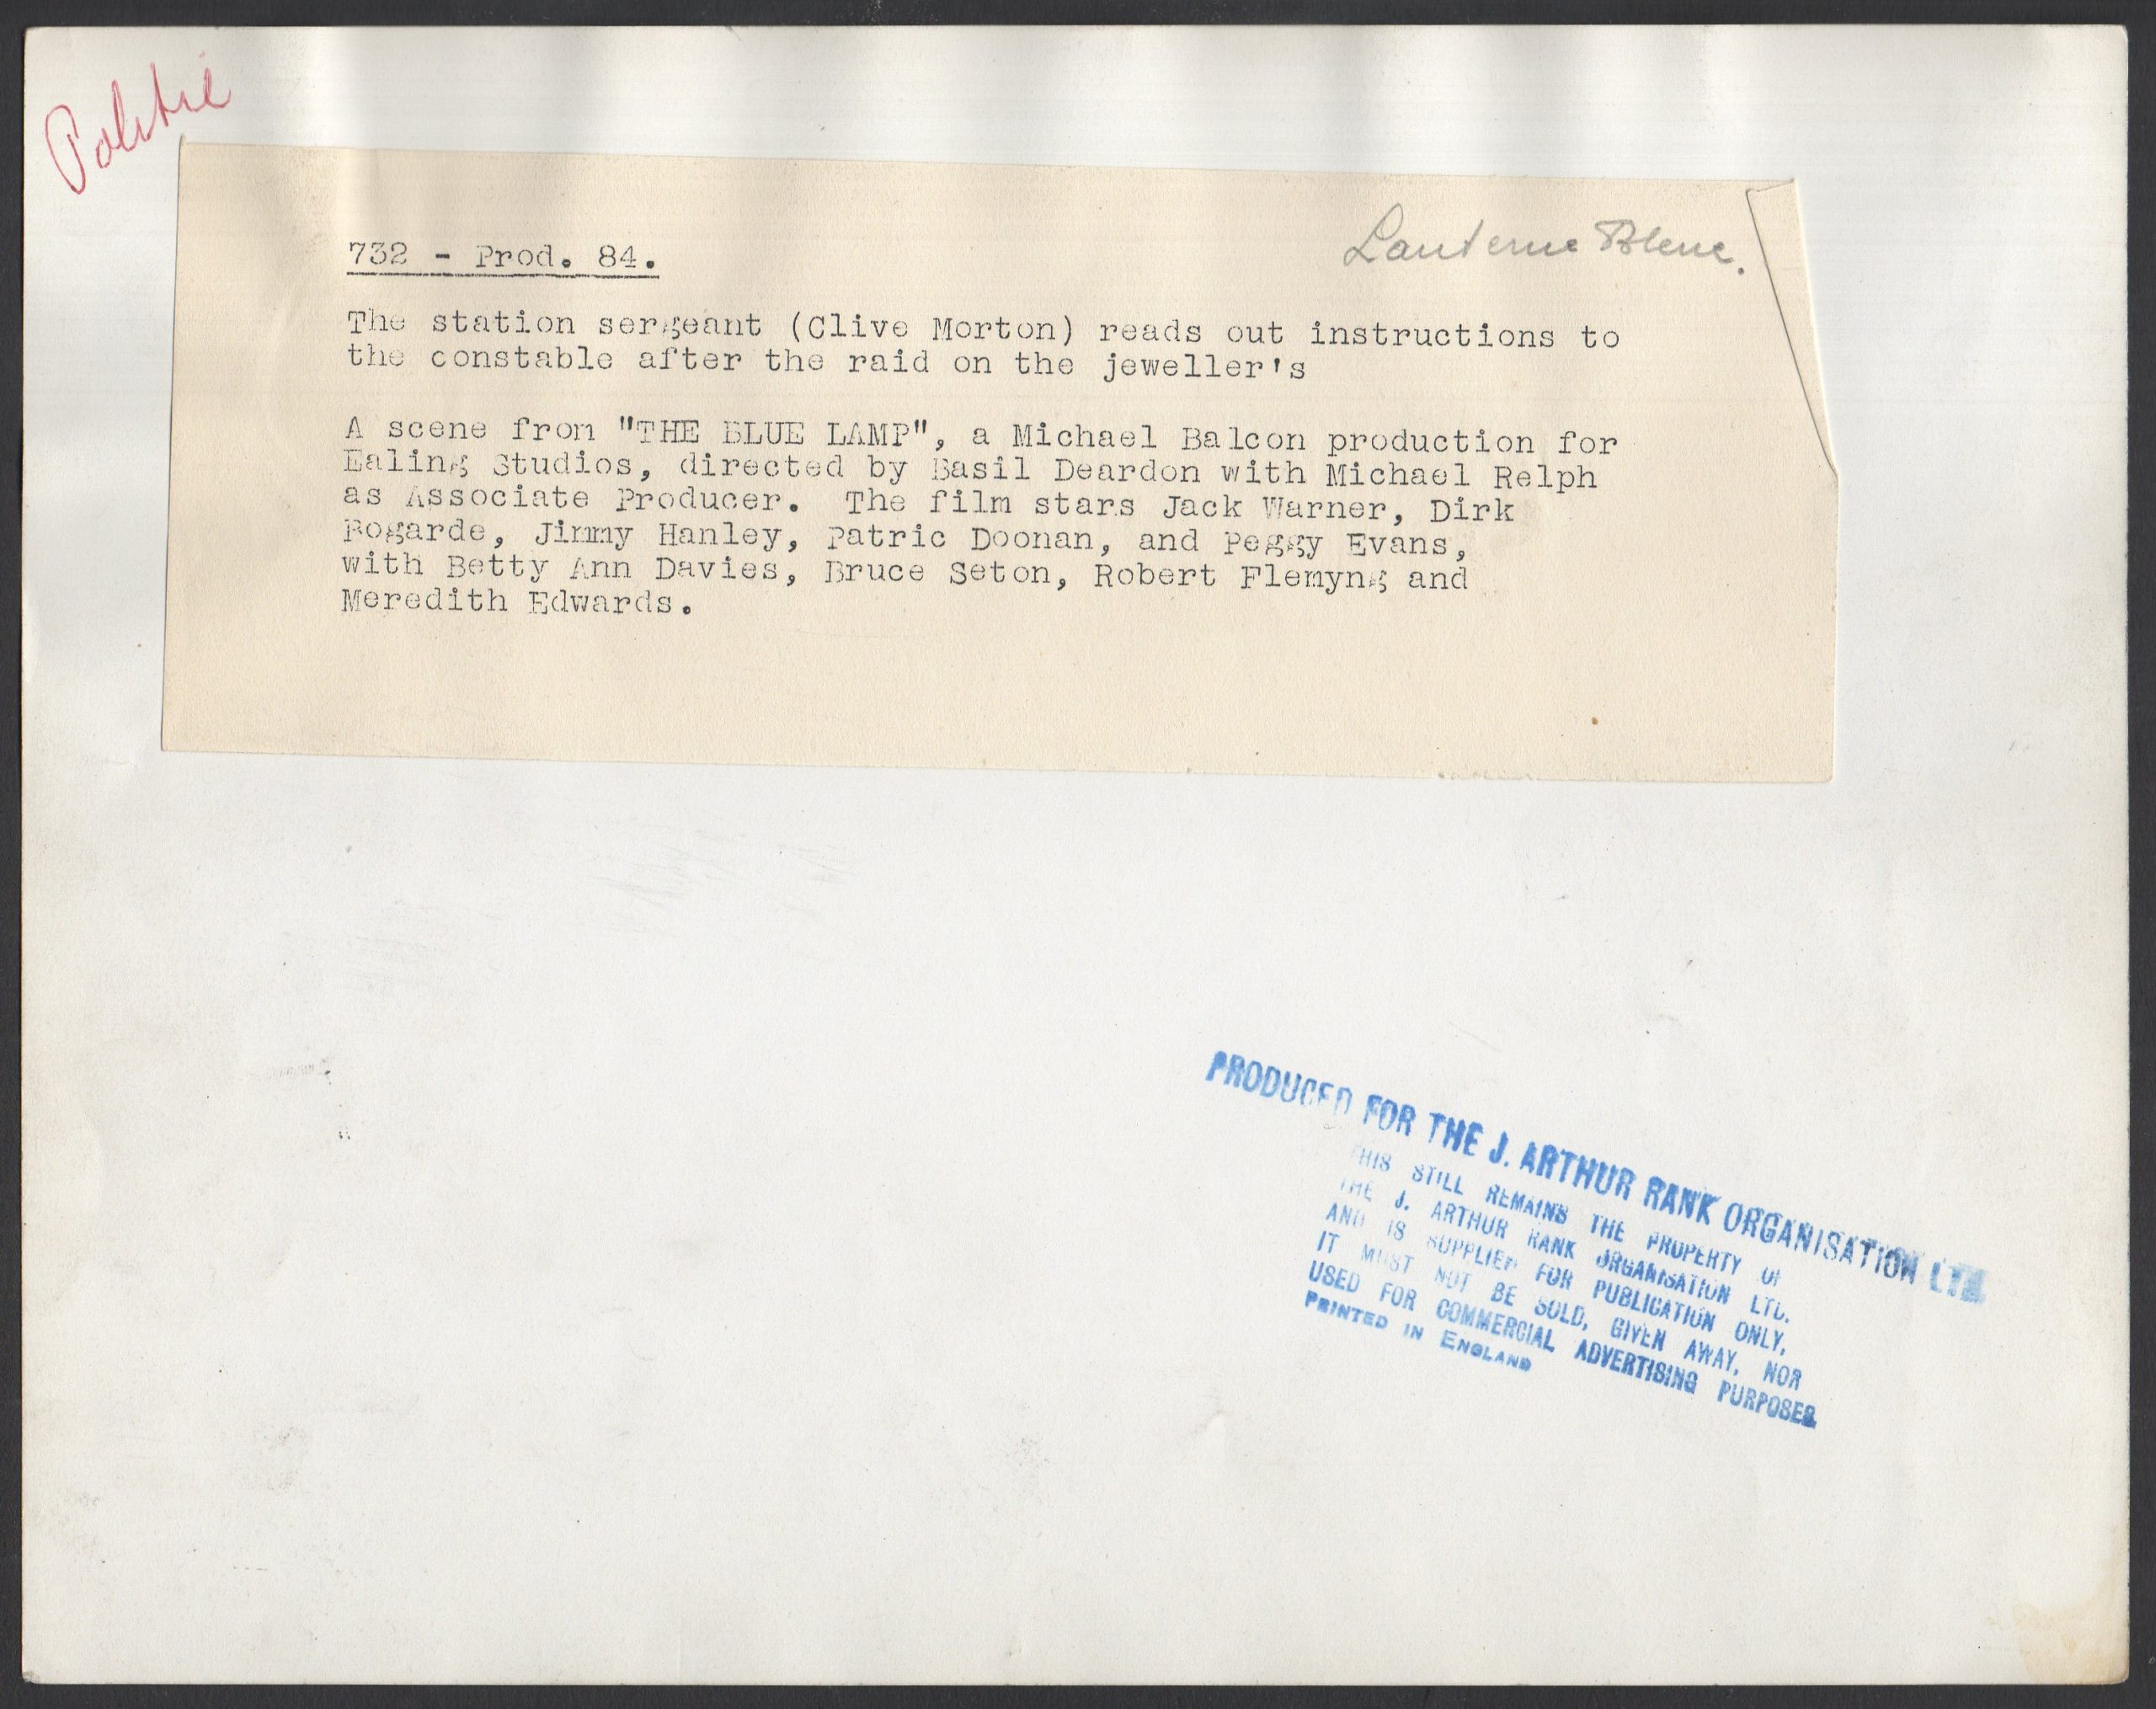 Politie
732 - Prod. 84.
Lanterne Bleue.
The station sergeant (Clive Morton) reads out instructions to
the constable after the raid on the jeweller's
A scene from "THE BLUE LAMP", a Michael Balcon production for
Ealing Studios, directed by Basil Deardon with Michael Relph
as Associate Producer. The film stars Jack Warner, Dirk
Bogarde, Jimmy Hanley, Patric Doonan, and Peggy Evans,
with Betty Ann Davies, Bruce Seton, Robert Flemyng and
Meredith Edwards.
PRODUCED FOR THE J. ARTHUR RANK ORGANISATION LTD.
THIS STILL REMAINS THE PROPERTY OF
THE J. ARTHUR RANK ORGANISATION LTD.
AND IS SUPPLIED FOR PUBLICATION ONLY.
IT MUST NOT BE SOLD, GIVEN AWAY, NOR
USED FOR COMMERCIAL ADVERTISING PURPOSES
PRINTED IN ENGLAND